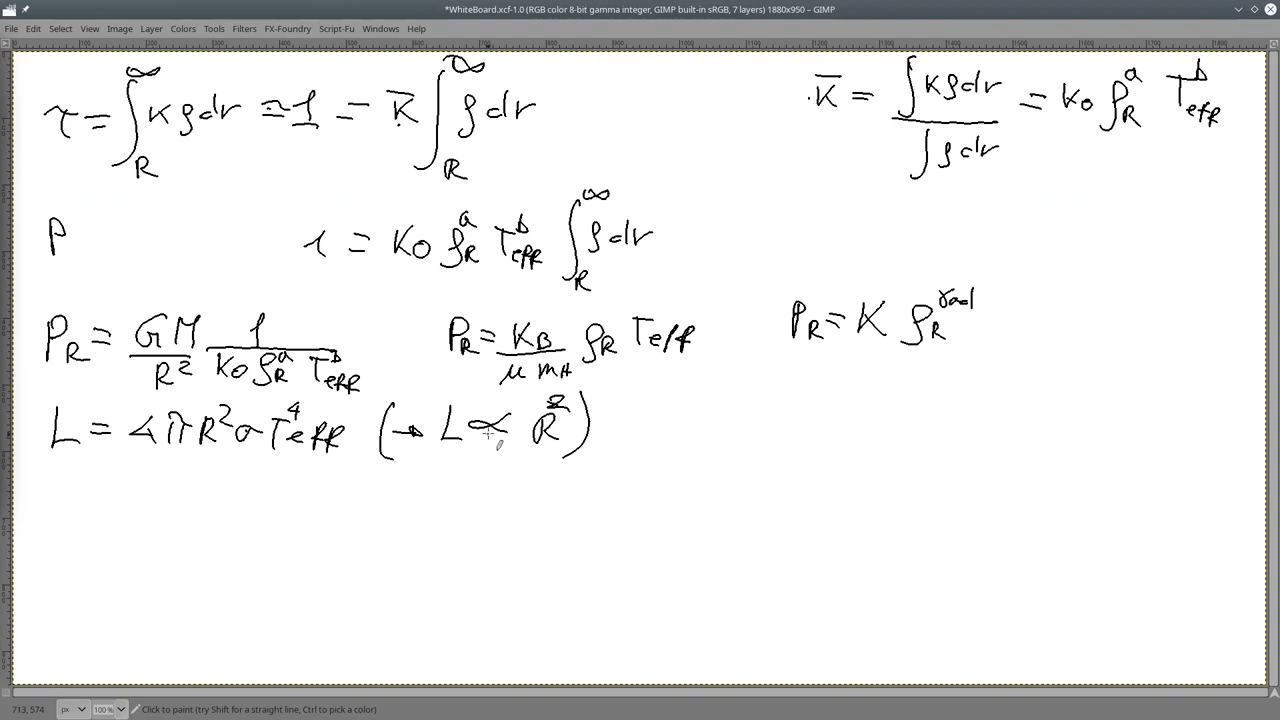 *WhiteBoard.xcf-1.0 (RGB color 8-bit gamma integer, GIMP built-in sRGB, 7 layers) 1880x950 – GIMP
File Edit Select View Image Layer Colors Tools Filters FX-Foundry Script-Fu Windows Help
τ = ∫_R^∞ κρdr ≈ 1 = κ̄ ∫_R^∞ ρdr
κ̄ = ∫κρdr / ∫ρdr = κ0 ρ_R^a T_eff^b
P
1 = κ0 ρ_R^a T_eff^b ∫_R^∞ ρdr
P_R = GM/R² 1/(κ0 ρ_R^a T_eff^b)
P_R = K_B/(μ m_H) ρ_R T_eff
P_R = K ρ_R^γad
L = 4πR²σT_eff^4 (→ L ∝ R²)
713, 574 px 100% Click to paint (try Shift for a straight line, Ctrl to pick a color)